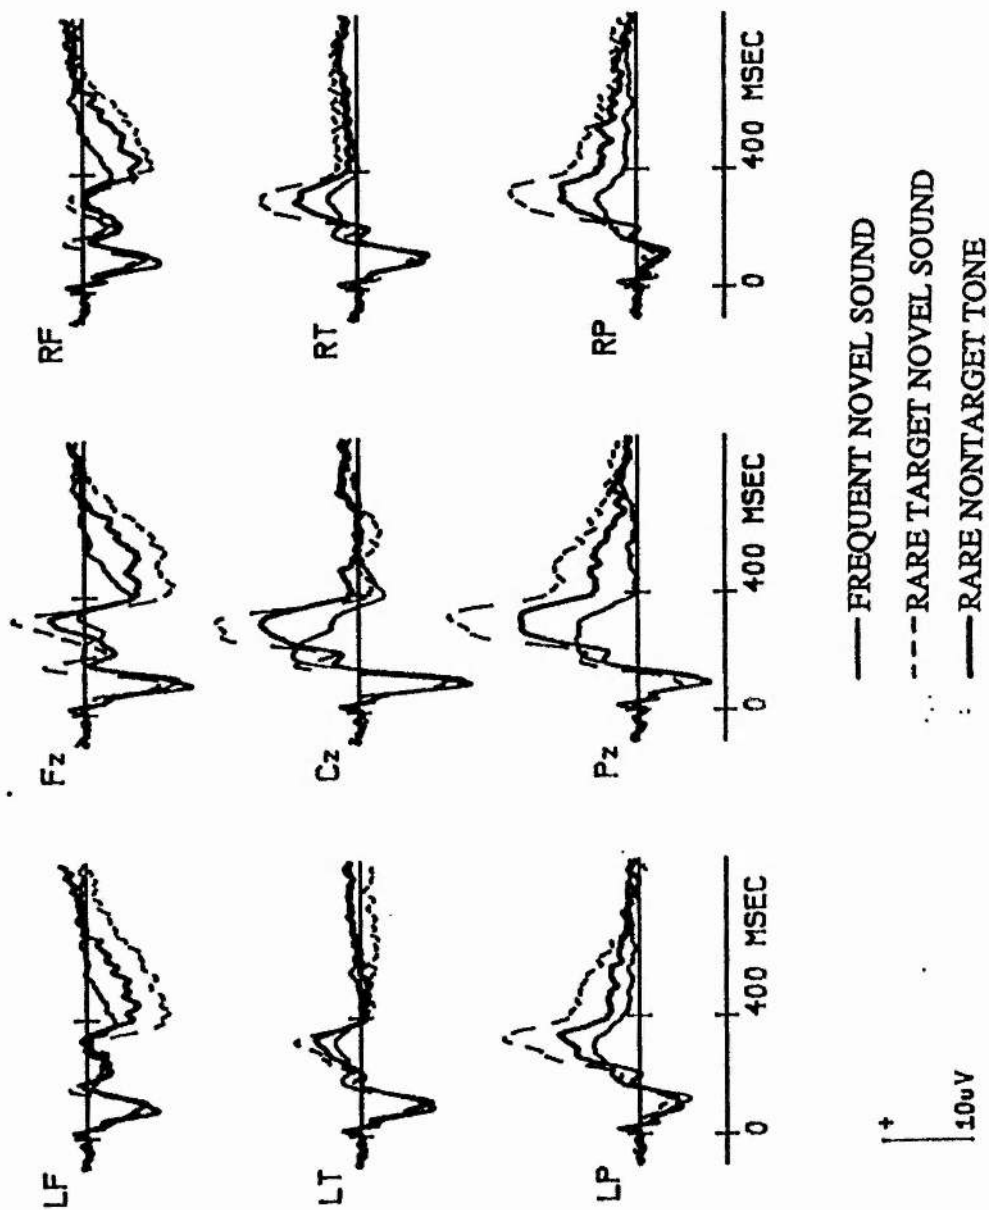 LF
Fz
RF
LT
Cz
RT
LP
Pz
RP
0 400 MSEC
0 400 MSEC
0 400 MSEC
+
10uV
FREQUENT NOVEL SOUND
RARE TARGET NOVEL SOUND
RARE NONTARGET TONE